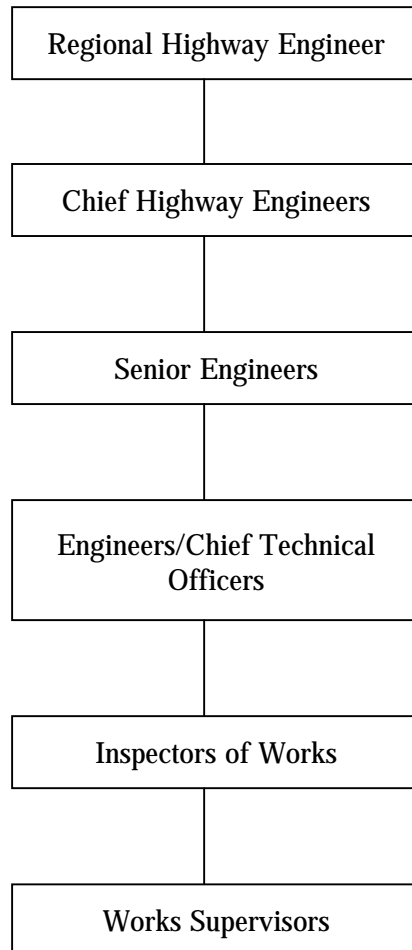 Regional Highway Engineer
Chief Highway Engineers
Senior Engineers
Engineers/Chief Technical
Officers
Inspectors of Works
Works Supervisors